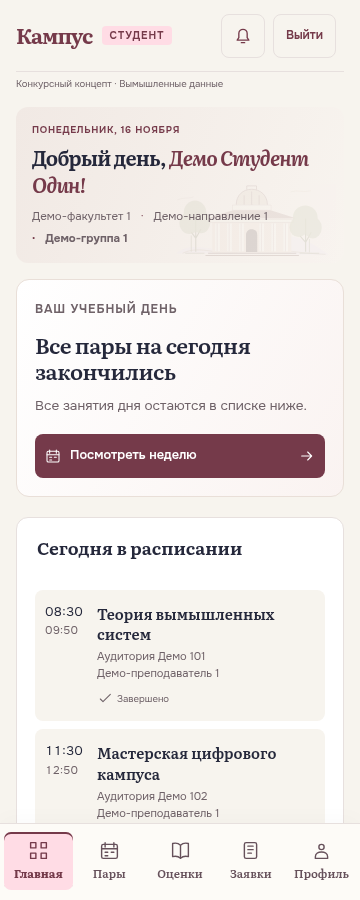 Кампус СТУДЕНТ Выйти
Конкурсный концепт · Вымышленные данные
ПОНЕДЕЛЬНИК, 16 НОЯБРЯ
Добрый день, Демо Студент
Один!
Демо-факультет 1 · Демо-направление 1
· Демо-группа 1
ВАШ УЧЕБНЫЙ ДЕНЬ
Все пары на сегодня
закончились
Все занятия дня остаются в списке ниже.
Посмотреть неделю
Сегодня в расписании
08:30 Теория вымышленных
09:50 систем
Аудитория Демо 101
Демо-преподаватель 1
Завершено
11:30 Мастерская цифрового
12:50 кампуса
Аудитория Демо 102
Демо-преподаватель 1
Главная Пары Оценки Заявки Профиль